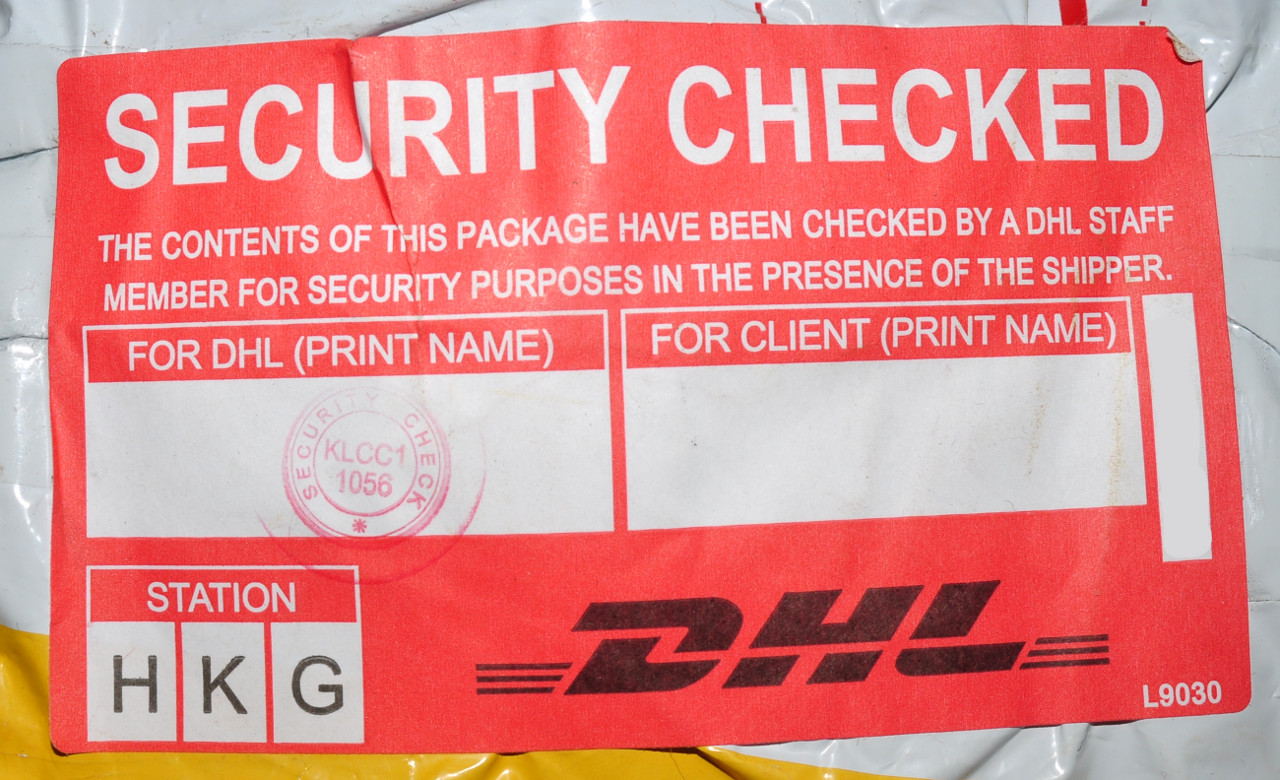 SECURITY CHECKED
THE CONTENTS OF THIS PACKAGE HAVE BEEN CHECKED BY A DHL STAFF
MEMBER FOR SECURITY PURPOSES IN THE PRESENCE OF THE SHIPPER.
FOR DHL (PRINT NAME)
FOR CLIENT (PRINT NAME)
SECURITY CHECK
KLCC1
1056
STATION
HKG
DHL
L9030